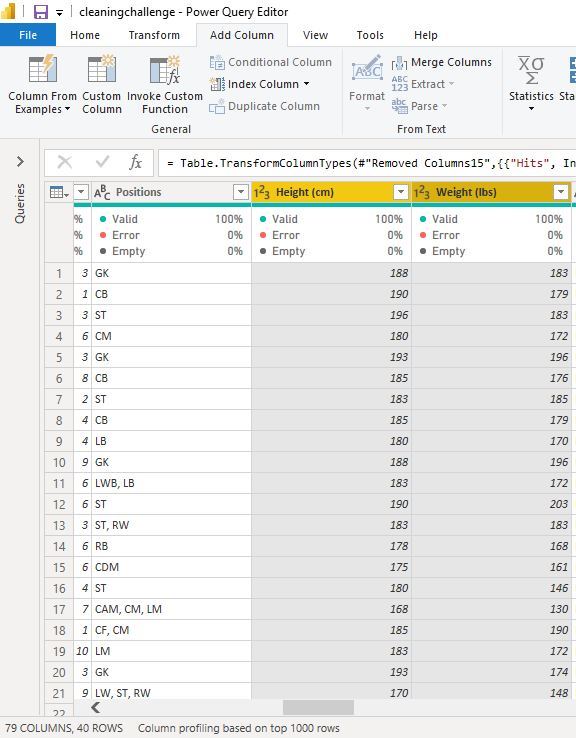 cleaningchallenge - Power Query Editor
File Home Transform Add Column View Tools Help
Column From Examples
Custom Column
Invoke Custom Function
Conditional Column
Index Column
Duplicate Column
General
Format
ABC
Merge Columns
Extract
Parse
From Text
Statistics
Sta
fx = Table.TransformColumnTypes(#"Removed Columns15",{{"Hits", In
Queries
ABC Positions 123 Height (cm) 123 Weight (lbs)
% Valid 100% Valid 100% Valid 100%
% Error 0% Error 0% Error 0%
% Empty 0% Empty 0% Empty 0%
1 3 GK 188 183
2 1 CB 190 179
3 3 ST 196 183
4 6 CM 180 172
5 3 GK 193 196
6 8 CB 185 176
7 2 ST 183 185
8 4 CB 185 179
9 4 LB 180 170
10 9 GK 188 196
11 6 LWB, LB 183 172
12 6 ST 190 203
13 3 ST, RW 183 183
14 6 RB 178 168
15 6 CDM 175 161
16 4 ST 180 146
17 7 CAM, CM, LM 168 130
18 1 CF, CM 185 190
19 10 LM 183 172
20 3 GK 193 174
21 9 LW, ST, RW 170 148
22
79 COLUMNS, 40 ROWS Column profiling based on top 1000 rows